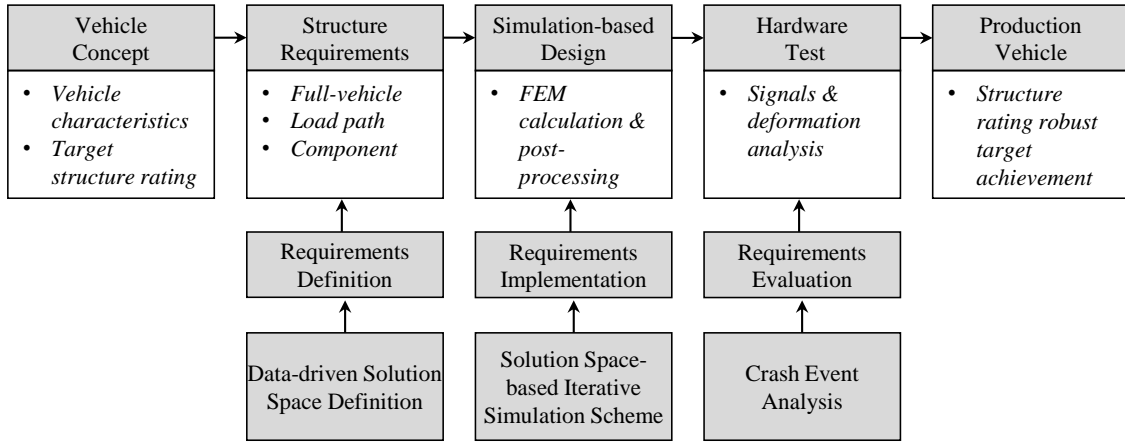 Vehicle
Concept
• Vehicle
characteristics
• Target
structure rating
Structure
Requirements
• Full-vehicle
• Load path
• Component
Simulation-based
Design
• FEM
calculation &
post-
processing
Hardware
Test
• Signals &
deformation
analysis
Production
Vehicle
• Structure
rating robust
target
achievement
Requirements
Definition
Requirements
Implementation
Requirements
Evaluation
Data-driven Solution
Space Definition
Solution Space-
based Iterative
Simulation Scheme
Crash Event
Analysis